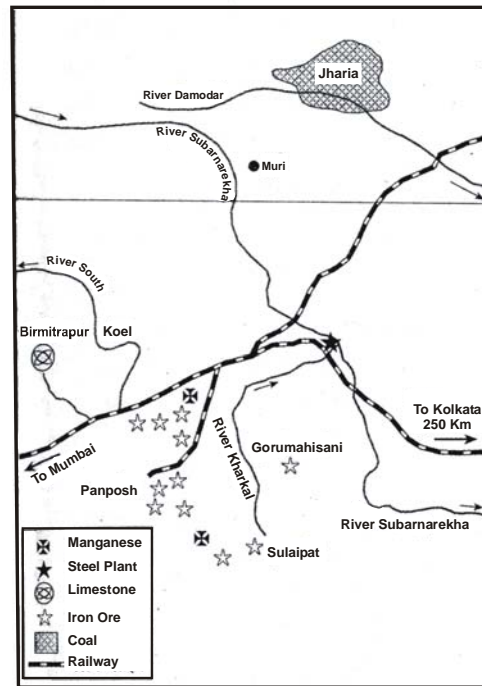 Jharia
River Damodar
River Subarnarekha
Muri
River South
Koel
Birmitrapur
To Kolkata
250 Km
To Mumbai
River Kharkal
Gorumahisani
Panposh
River Subarnarekha
Sulaipat
Manganese
Steel Plant
Limestone
Iron Ore
Coal
Railway